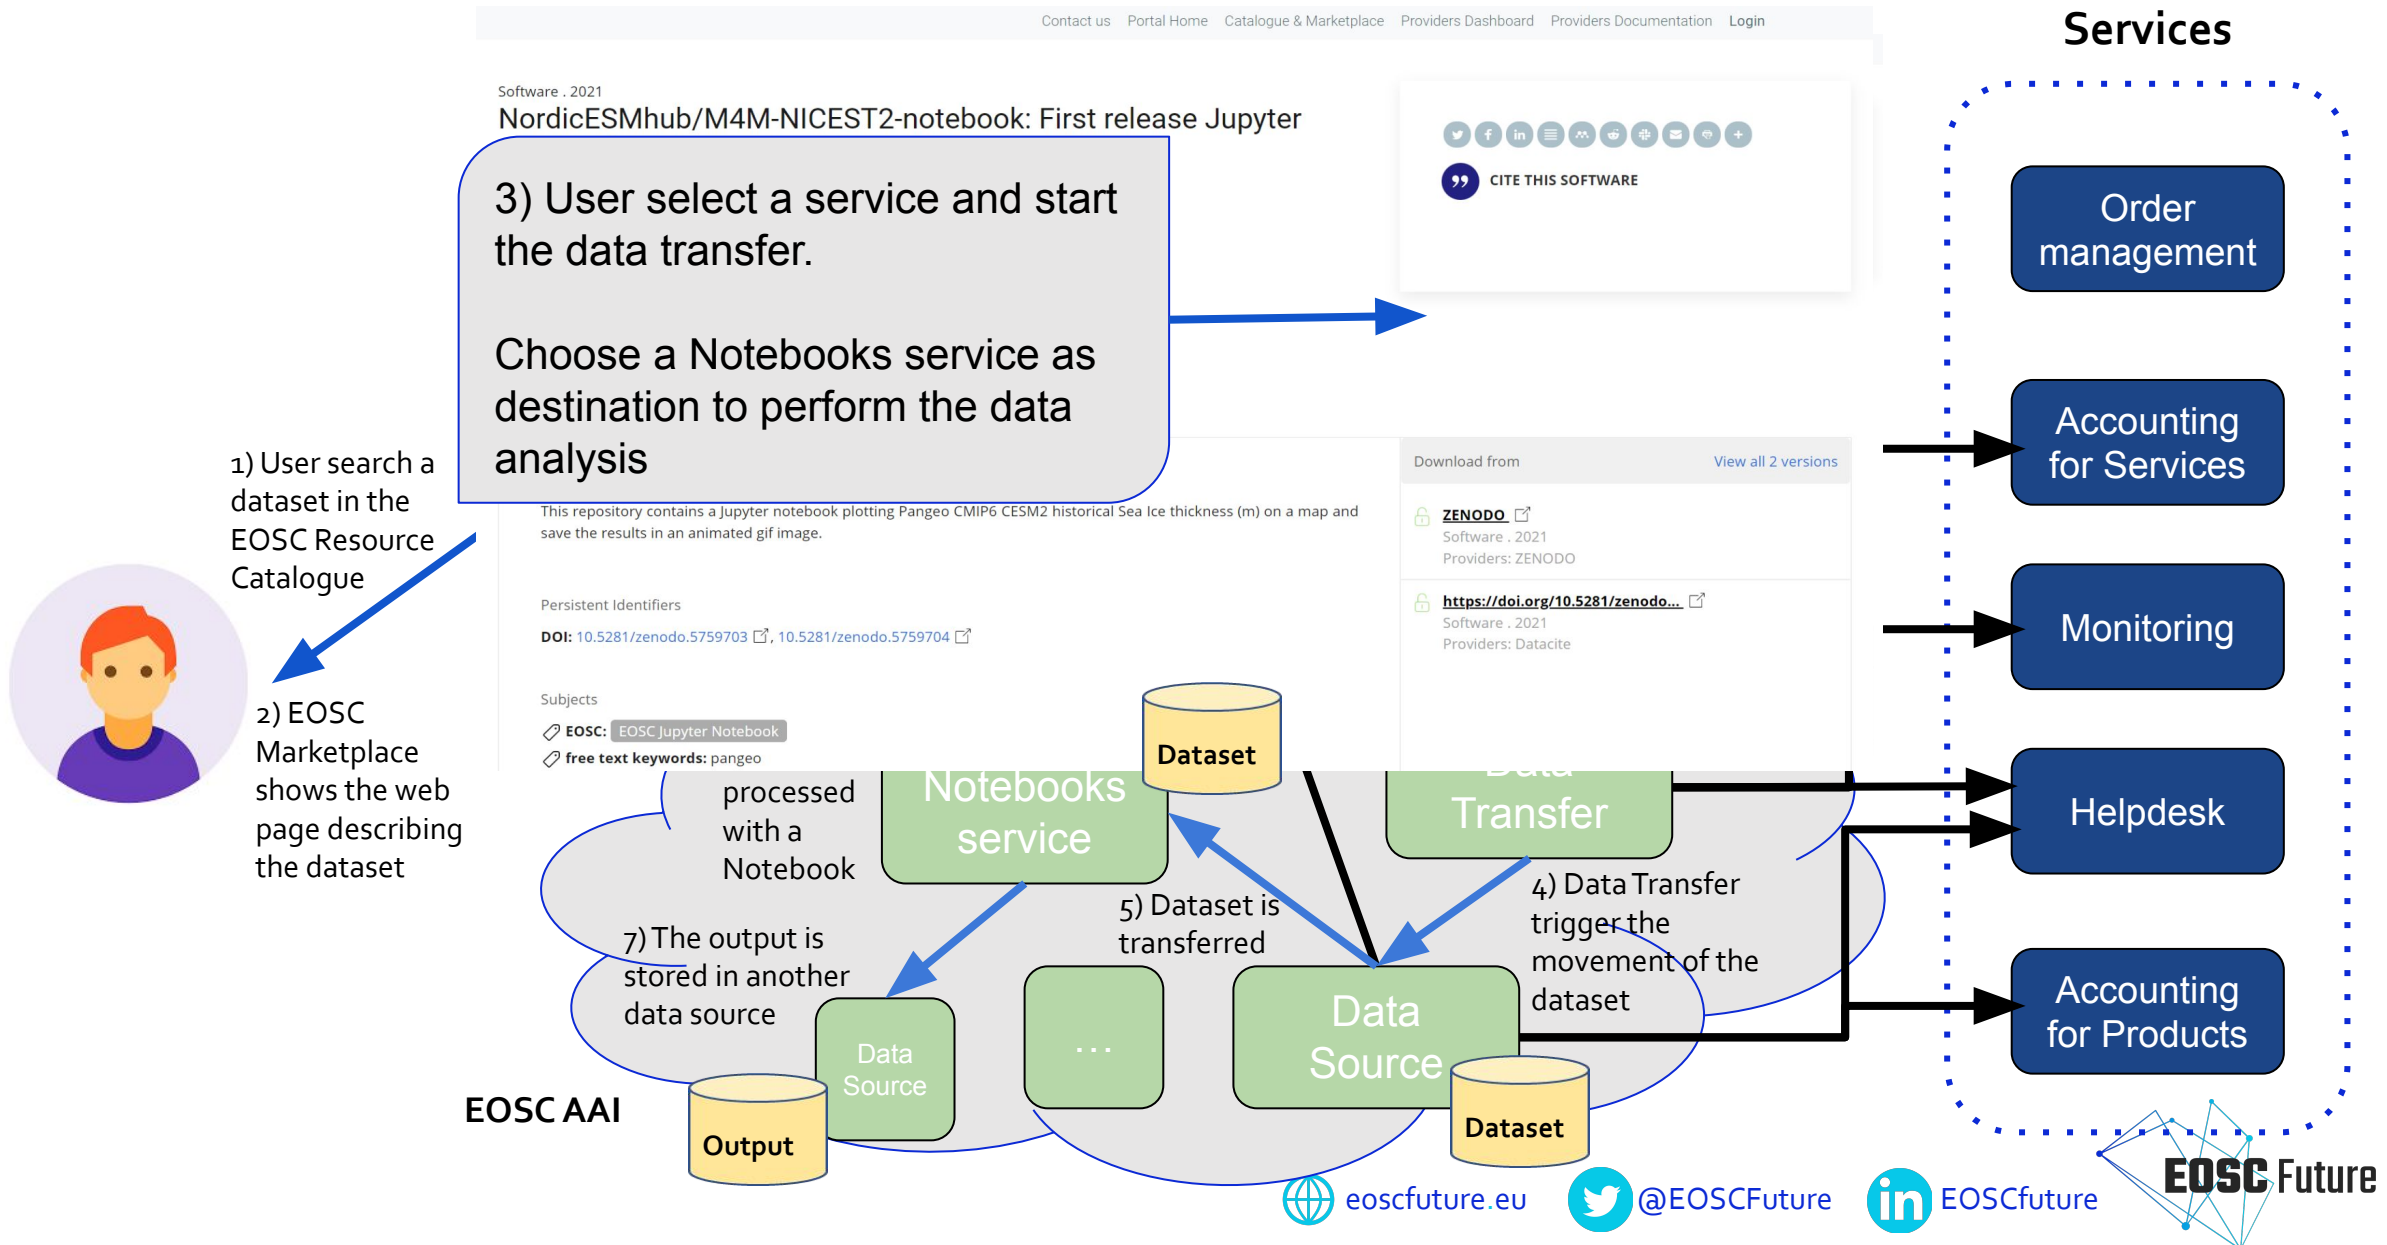 Contact us Portal Home Catalogue & Marketplace Providers Dashboard Providers Documentation Login
Services
Software . 2021
NordicESMhub/M4M-NICEST2-notebook: First release Jupyter
CITE THIS SOFTWARE
3) User select a service and start
the data transfer.
Choose a Notebooks service as
destination to perform the data
analysis
Order
management
Accounting
for Services
Monitoring
Helpdesk
Accounting
for Products
1) User search a
dataset in the
EOSC Resource
Catalogue
2) EOSC
Marketplace
shows the web
page describing
the dataset
Download from View all 2 versions
ZENODO
Software . 2021
Providers: ZENODO
https://doi.org/10.5281/zenodo...
Software . 2021
Providers: Datacite
This repository contains a Jupyter notebook plotting Pangeo CMIP6 CESM2 historical Sea Ice thickness (m) on a map and
save the results in an animated gif image.
Persistent Identifiers
DOI: 10.5281/zenodo.5759703 , 10.5281/zenodo.5759704
Subjects
EOSC: EOSC Jupyter Notebook
free text keywords: pangeo
Dataset
processed
with a
Notebook
Notebooks
service
Data
Transfer
4) Data Transfer
trigger the
movement of the
dataset
5) Dataset is
transferred
7) The output is
stored in another
data source
Data
Source
...
Data
Source
Dataset
Output
EOSC AAI
eoscfuture.eu
@EOSCFuture
in EOSCfuture
EOSC Future